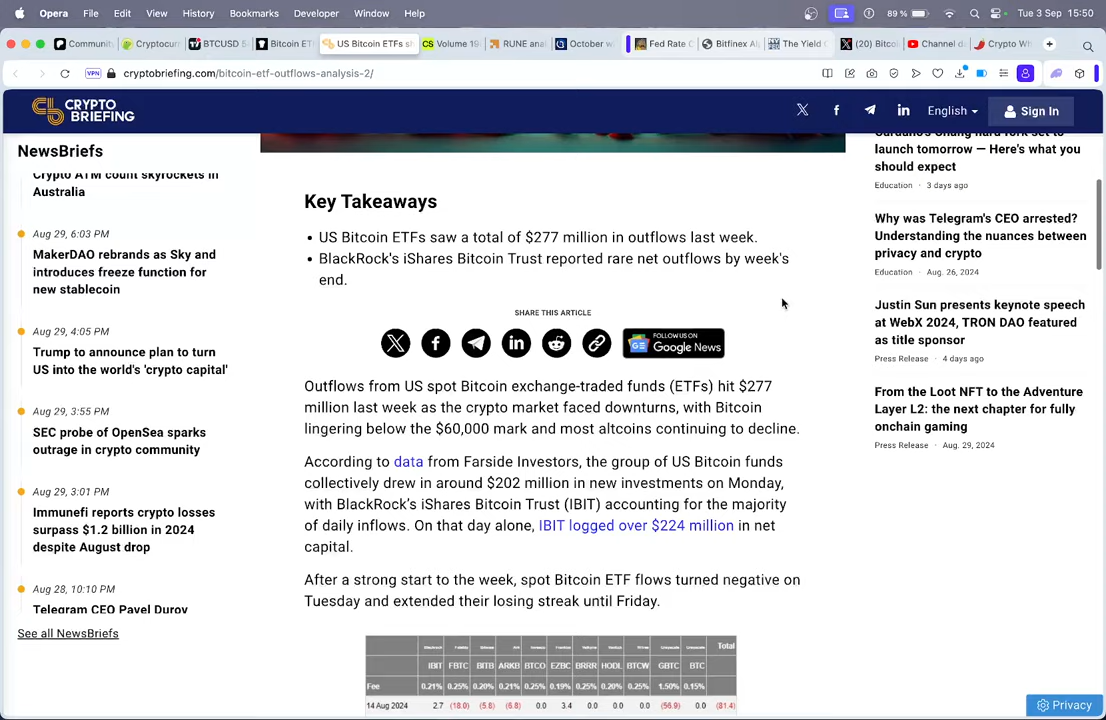 Opera File Edit View History Bookmarks Developer Window Help
89 % Tue 3 Sep 15:50
Communi
Cryptocurr
BTCUSD 5
Bitcoin ET
US Bitcoin ETFs s
CS Volume 19
RUNE ana
October w
Fed Rate C
Bitfinex Al
The Yield C
(20) Bitco
Channel d
Crypto Wh
VPN cryptobriefing.com/bitcoin-etf-outflows-analysis-2/
CRYPTO
BRIEFING
English
Sign In
NewsBriefs
Crypto ATM count skyrockets in
Australia
Aug 29, 6:03 PM
MakerDAO rebrands as Sky and
introduces freeze function for
new stablecoin
Aug 29, 4:05 PM
Trump to announce plan to turn
US into the world's 'crypto capital'
Aug 29, 3:55 PM
SEC probe of OpenSea sparks
outrage in crypto community
Aug 29, 3:01 PM
Immunefi reports crypto losses
surpass $1.2 billion in 2024
despite August drop
Aug 28, 10:10 PM
Telegram CEO Pavel Durov
See all NewsBriefs
Key Takeaways
• US Bitcoin ETFs saw a total of $277 million in outflows last week.
• BlackRock's iShares Bitcoin Trust reported rare net outflows by week's
end.
SHARE THIS ARTICLE
FOLLOW US ON
Google News
Outflows from US spot Bitcoin exchange-traded funds (ETFs) hit $277
million last week as the crypto market faced downturns, with Bitcoin
lingering below the $60,000 mark and most altcoins continuing to decline.
According to data from Farside Investors, the group of US Bitcoin funds
collectively drew in around $202 million in new investments on Monday,
with BlackRock's iShares Bitcoin Trust (IBIT) accounting for the majority
of daily inflows. On that day alone, IBIT logged over $224 million in net
capital.
After a strong start to the week, spot Bitcoin ETF flows turned negative on
Tuesday and extended their losing streak until Friday.
Total
IBIT FBTC BITB ARKB BTCO EZBC BRRR HODL BTCW GBTC BTC
Fee 0.21% 0.25% 0.20% 0.21% 0.25% 0.19% 0.25% 0.20% 0.25% 1.50% 0.15%
14 Aug 2024 2.7 (18.0) (5.8) (6.8) 0.0 3.4 0.0 0.0 0.0 (56.9) 0.0 (81.4)
Cardano's Chang hard fork set to
launch tomorrow — Here's what you
should expect
Education · 3 days ago
Why was Telegram's CEO arrested?
Understanding the nuances between
privacy and crypto
Education · Aug. 26, 2024
Justin Sun presents keynote speech
at WebX 2024, TRON DAO featured
as title sponsor
Press Release · 4 days ago
From the Loot NFT to the Adventure
Layer L2: the next chapter for fully
onchain gaming
Press Release · Aug. 29, 2024
Privacy